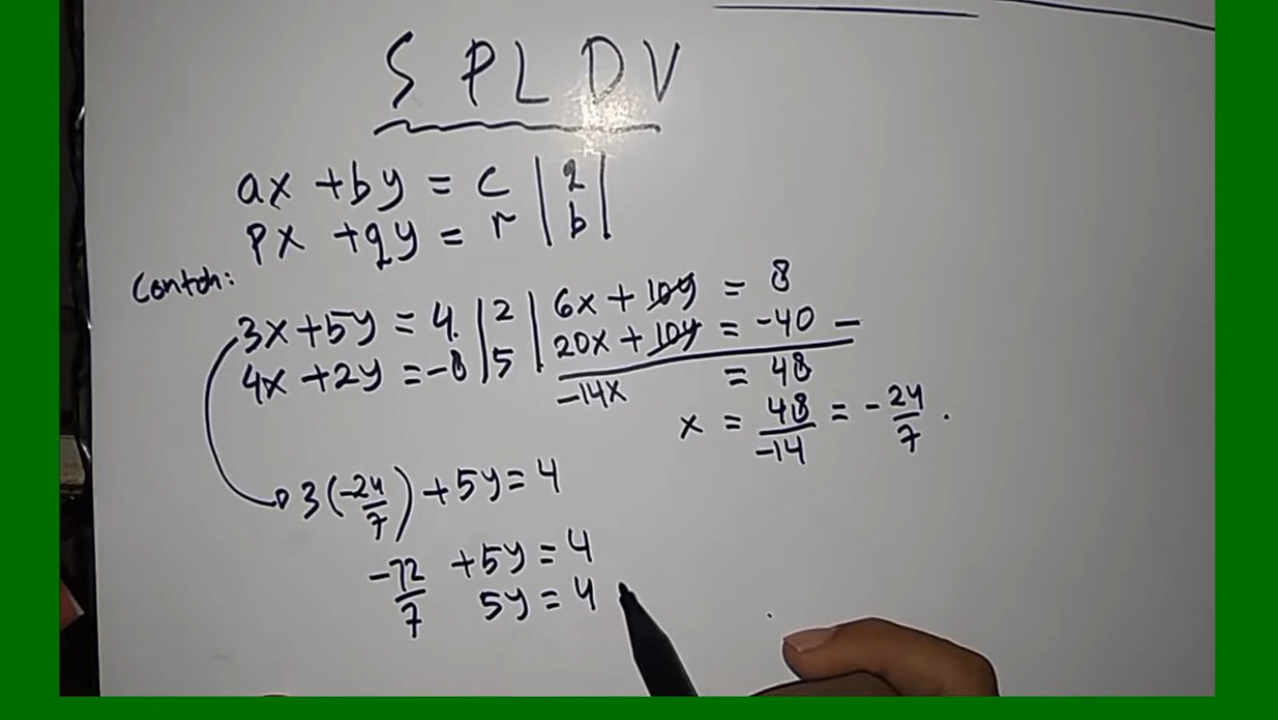 SPLDV
ax + by = c | q |
px + qy = r | b |
Contoh:
3x + 5y = 4 | 2 | 6x + 10y = 8
4x + 2y = -8 | 5 | 20x + 10y = -40 −
-14x = 48
x = 48/-14 = -24/7 .
3(-24/7) + 5y = 4
-72/7 + 5y = 4
5y = 4